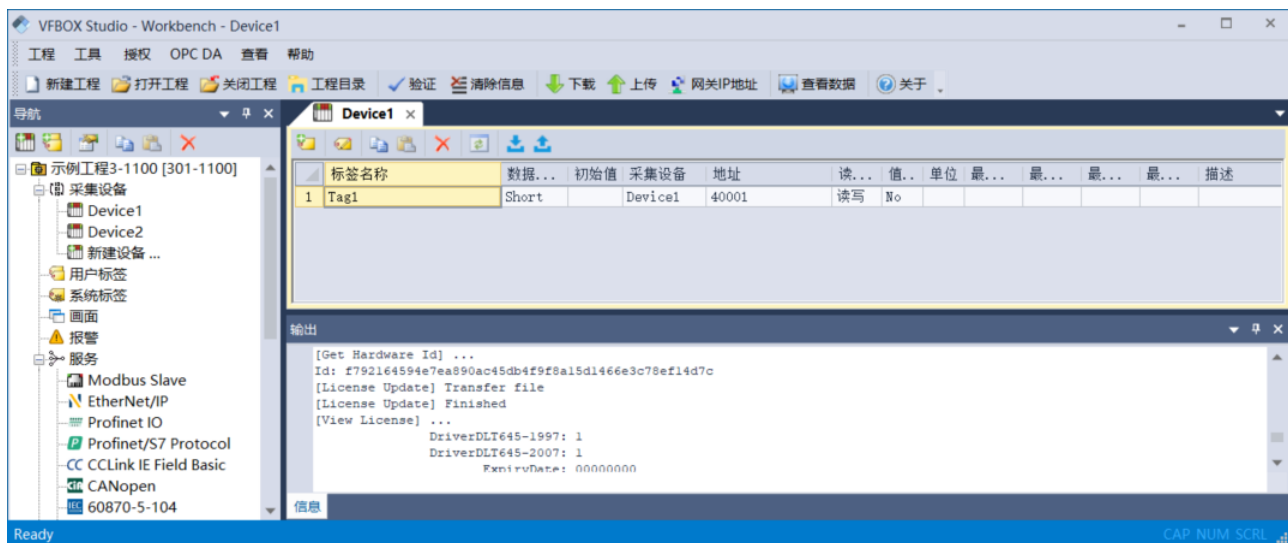 VFBOX Studio - Workbench - Device1
工程 工具 授权 OPC DA 查看 帮助
新建工程 打开工程 关闭工程 工程目录 验证 清除信息 下载 上传 网关IP地址 查看数据 关于
导航
Device1
示例工程3-1100 [301-1100]
采集设备
Device1
Device2
新建设备 ...
用户标签
系统标签
画面
报警
服务
Modbus Slave
EtherNet/IP
Profinet IO
Profinet/S7 Protocol
CCLink IE Field Basic
CANopen
60870-5-104
标签名称 数据... 初始值 采集设备 地址 读... 值.. 单位 最... 最... 最... 最... 描述
1 Tag1 Short Device1 40001 读写 No
输出
[Get Hardware Id] ...
Id: f792164594e7ea890ac45db4f9f8a15d1466e3c78ef14d7c
[License Update] Transfer file
[License Update] Finished
[View License] ...
DriverDLT645-1997: 1
DriverDLT645-2007: 1
ExpiryDate: 00000000
信息
Ready
CAP NUM SCRL